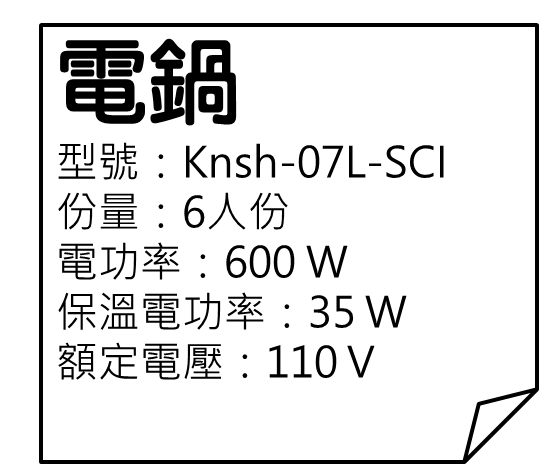 電鍋
型號：Knsh-07L-SCI
份量：6人份
電功率：600 W
保溫電功率：35 W
額定電壓：110 V